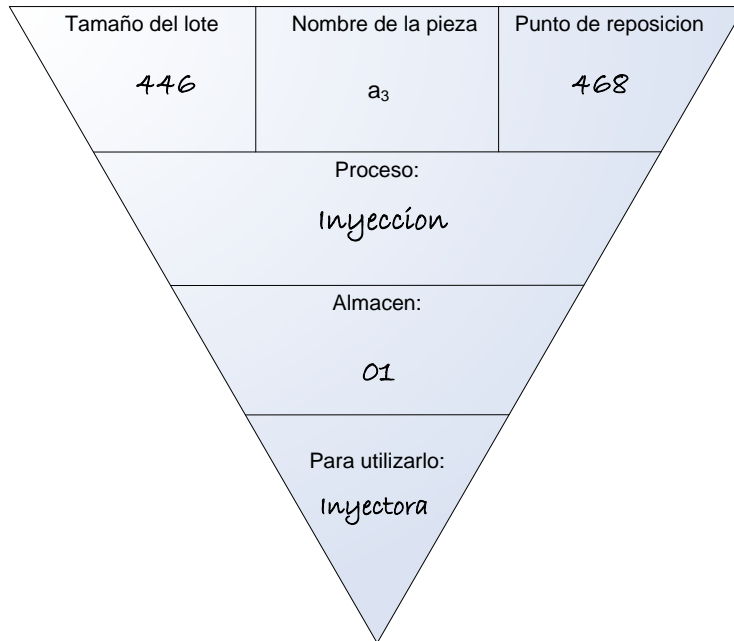 Tamaño del lote Nombre de la pieza Punto de reposicion
446 a₃ 468
Proceso:
Inyeccion
Almacen:
01
Para utilizarlo:
Inyectora